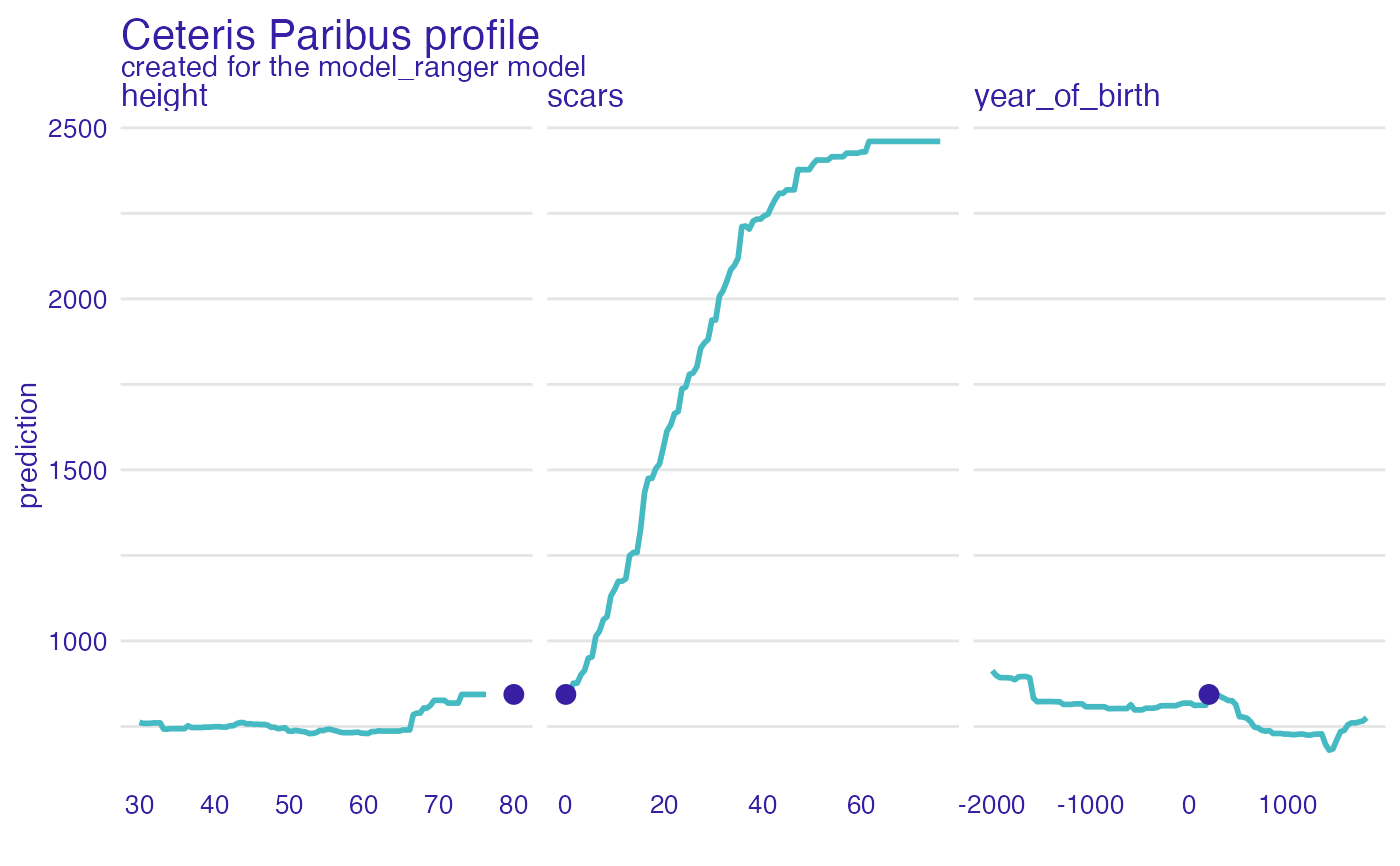 Ceteris Paribus profile
created for the model_ranger model
height scars year_of_birth
2500
2000
1500
1000
prediction
30 40 50 60 70 80 0 20 40 60 -2000 -1000 0 1000